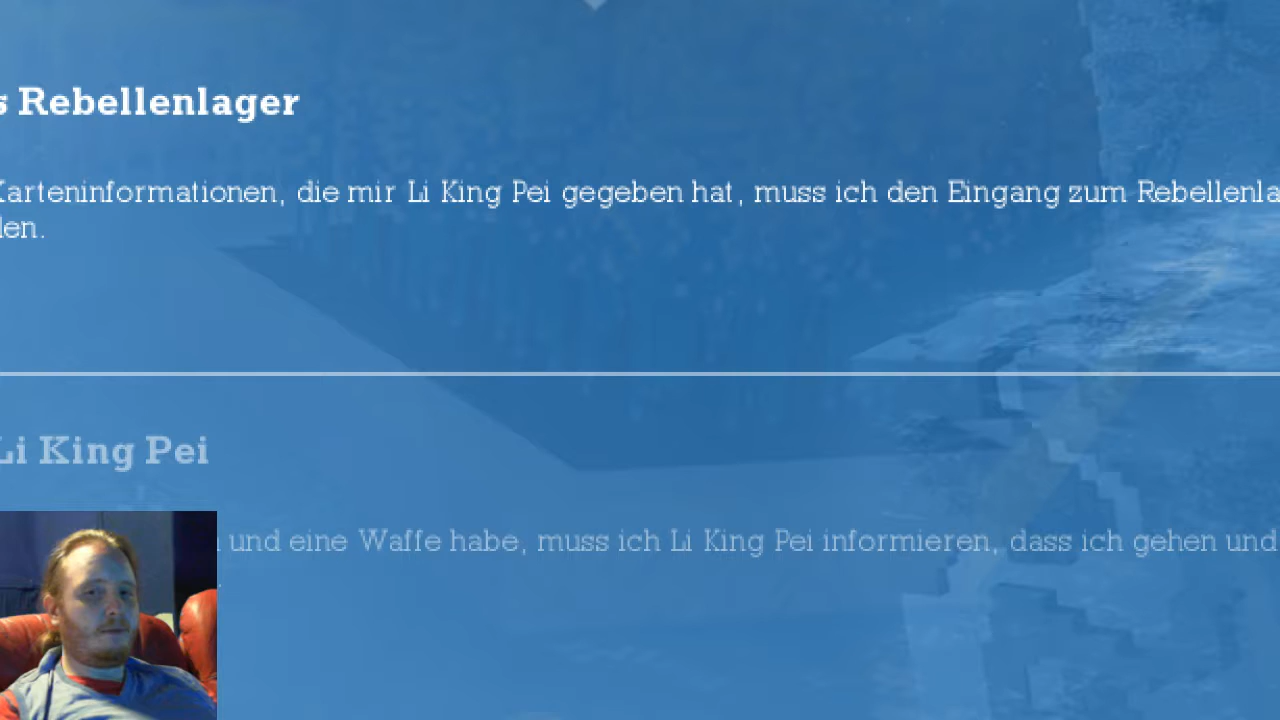 s Rebellenlager
Karteninformationen, die mir Li King Pei gegeben hat, muss ich den Eingang zum Rebellenla
den.
Li King Pei
und eine Waffe habe, muss ich Li King Pei informieren, dass ich gehen und